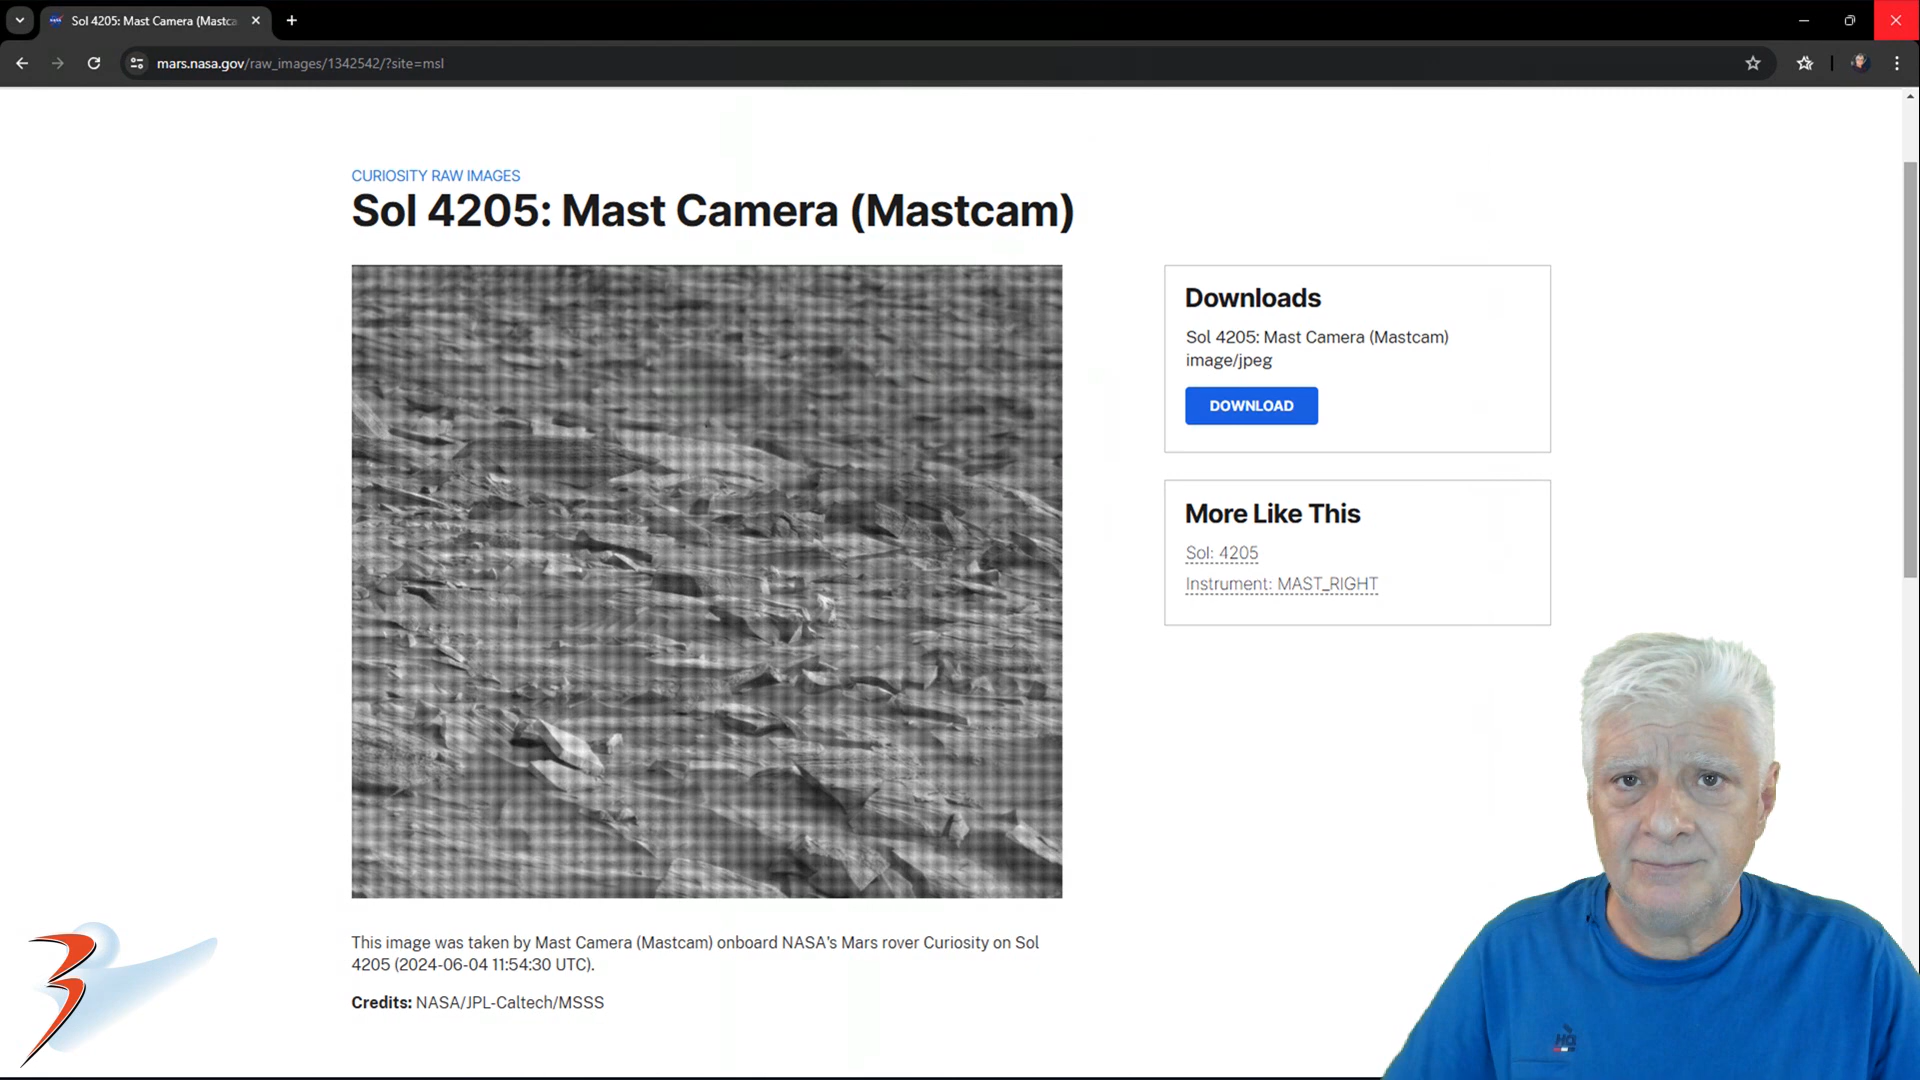 Sol 4205: Mast Camera (Mastca
mars.nasa.gov/raw_images/1342542/?site=msl
CURIOSITY RAW IMAGES
Sol 4205: Mast Camera (Mastcam)
Downloads
Sol 4205: Mast Camera (Mastcam)
image/jpeg
DOWNLOAD
More Like This
Sol: 4205
Instrument: MAST_RIGHT
This image was taken by Mast Camera (Mastcam) onboard NASA's Mars rover Curiosity on Sol
4205 (2024-06-04 11:54:30 UTC).
Credits: NASA/JPL-Caltech/MSSS